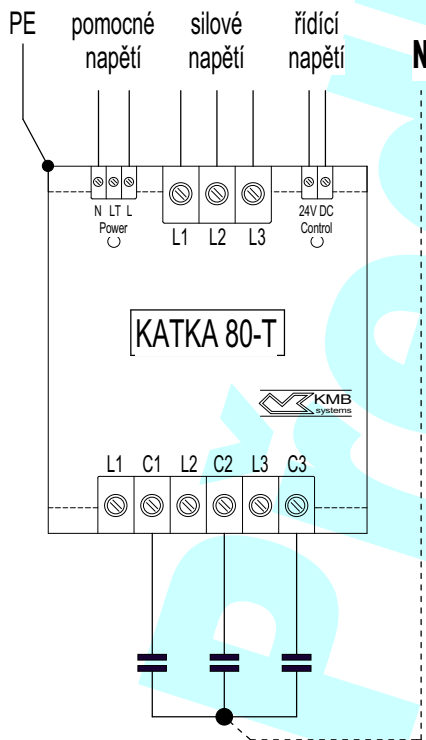 PE
pomocné napětí
silové napětí
řídící napětí
N
N LT L
Power
L1 L2 L3
24V DC
Control
KATKA 80-T
KMB
systems
L1 C1 L2 C2 L3 C3